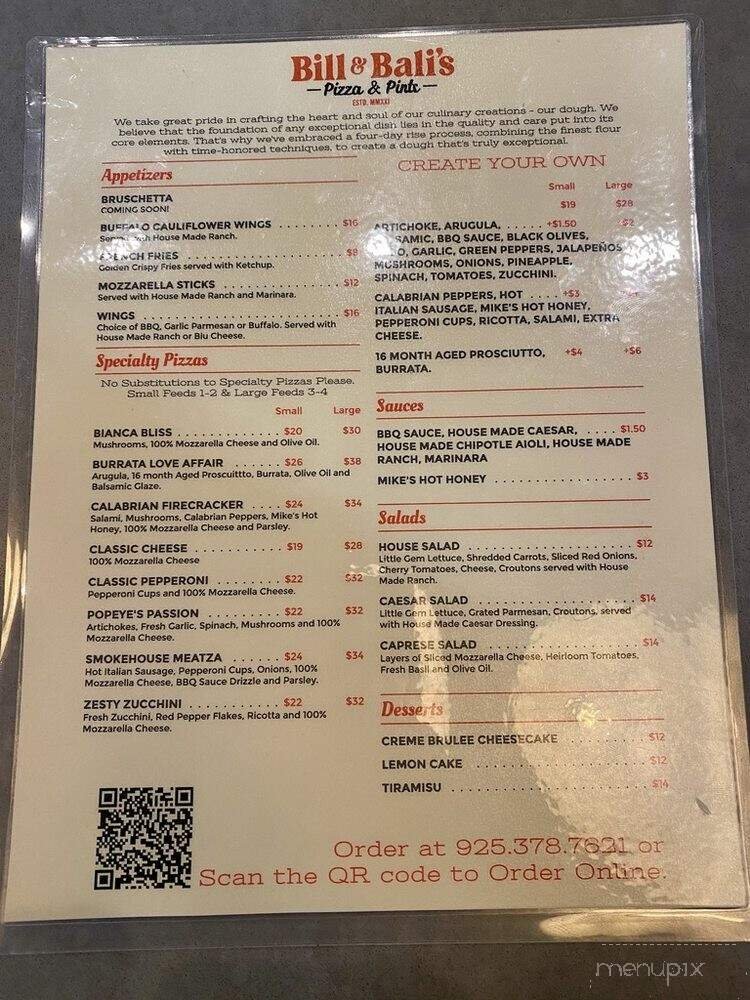 Bill & Bali's
Pizza & Pints
ESTD. MMXXI
We take great pride in crafting the heart and soul of our culinary creations - our dough. We
believe that the foundation of any exceptional dish lies in the quality and care put into its
core elements. That's why we've embraced a four-day rise process, combining the finest flour
with time-honored techniques, to create a dough that's truly exceptional.
Appetizers
BRUSCHETTA
COMING SOON!
BUFFALO CAULIFLOWER WINGS ........ $16
Served with House Made Ranch.
FRENCH FRIES ........ $8
Golden Crispy Fries served with Ketchup.
MOZZARELLA STICKS ........ $12
Served with House Made Ranch and Marinara.
WINGS ........ $16
Choice of BBQ, Garlic Parmesan or Buffalo. Served with
House Made Ranch or Blu Cheese.
Specialty Pizzas
No Substitutions to Specialty Pizzas Please.
Small Feeds 1-2 & Large Feeds 3-4
Small Large
BIANCA BLISS ........ $20 $30
Mushrooms, 100% Mozzarella Cheese and Olive Oil.
BURRATA LOVE AFFAIR ...... $26 $38
Arugula, 16 month Aged Proscuittto, Burrata, Olive Oil and
Balsamic Glaze.
CALABRIAN FIRECRACKER .... $24 $34
Salami, Mushrooms, Calabrian Peppers, Mike's Hot
Honey, 100% Mozzarella Cheese and Parsley.
CLASSIC CHEESE ........ $19 $28
100% Mozzarella Cheese
CLASSIC PEPPERONI ........ $22 $32
Pepperoni Cups and 100% Mozzarella Cheese.
POPEYE'S PASSION ........ $22 $32
Artichokes, Fresh Garlic, Spinach, Mushrooms and 100%
Mozzarella Cheese.
SMOKEHOUSE MEATZA ...... $24 $34
Hot Italian Sausage, Pepperoni Cups, Onions, 100%
Mozzarella Cheese, BBQ Sauce Drizzle and Parsley.
ZESTY ZUCCHINI ........ $22 $32
Fresh Zucchini, Red Pepper Flakes, Ricotta and 100%
Mozzarella Cheese.
CREATE YOUR OWN
Small Large
$19 $28
ARTICHOKE, ARUGULA, ...... +$1.50 +$2
BALSAMIC, BBQ SAUCE, BLACK OLIVES,
GARLIC, GREEN PEPPERS, JALAPEÑOS
MUSHROOMS, ONIONS, PINEAPPLE,
SPINACH, TOMATOES, ZUCCHINI.
CALABRIAN PEPPERS, HOT .... +$3
ITALIAN SAUSAGE, MIKE'S HOT HONEY,
PEPPERONI CUPS, RICOTTA, SALAMI, EXTRA
CHEESE.
16 MONTH AGED PROSCIUTTO, +$4 +$6
BURRATA.
Sauces
BBQ SAUCE, HOUSE MADE CAESAR, .... $1.50
HOUSE MADE CHIPOTLE AIOLI, HOUSE MADE
RANCH, MARINARA
MIKE'S HOT HONEY ........ $3
Salads
HOUSE SALAD ........ $12
Little Gem Lettuce, Shredded Carrots, Sliced Red Onions,
Cherry Tomatoes, Cheese, Croutons served with House
Made Ranch.
CAESAR SALAD ........ $14
Little Gem Lettuce, Grated Parmesan, Croutons, served
with House Made Caesar Dressing.
CAPRESE SALAD ........ $14
Layers of Sliced Mozzarella Cheese, Heirloom Tomatoes,
Fresh Basil and Olive Oil.
Desserts
CREME BRULEE CHEESECAKE ........ $12
LEMON CAKE ........ $12
TIRAMISU ........ $14
Order at 925.378.7621 or
Scan the QR code to Order Online.
menupix